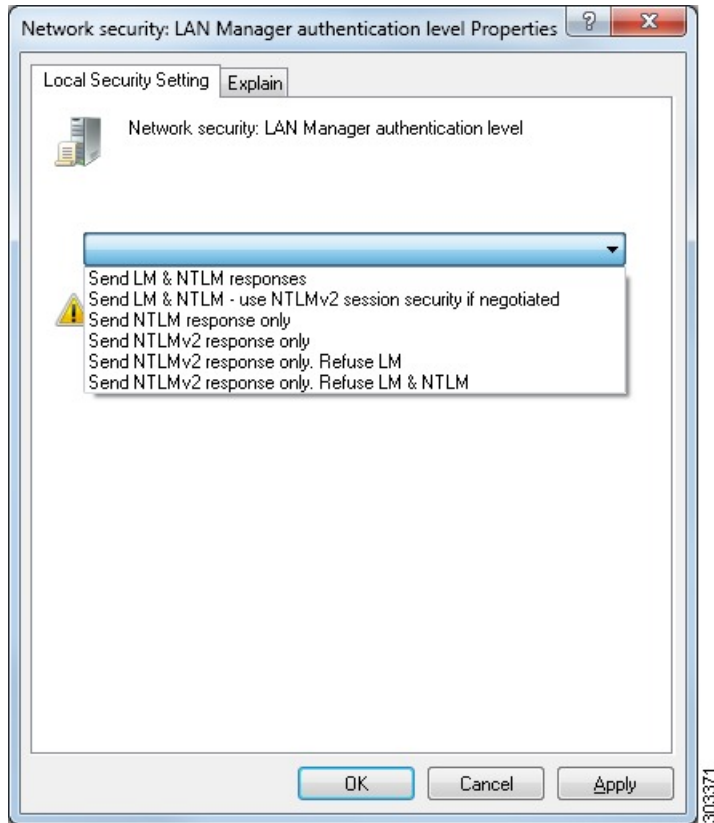 Network security: LAN Manager authentication level Properties
?
X
Local Security Setting
Explain
Network security: LAN Manager authentication level
Send LM & NTLM responses
Send LM & NTLM - use NTLMv2 session security if negotiated
Send NTLM response only
Send NTLMv2 response only
Send NTLMv2 response only. Refuse LM
Send NTLMv2 response only. Refuse LM & NTLM
OK
Cancel
Apply
303371